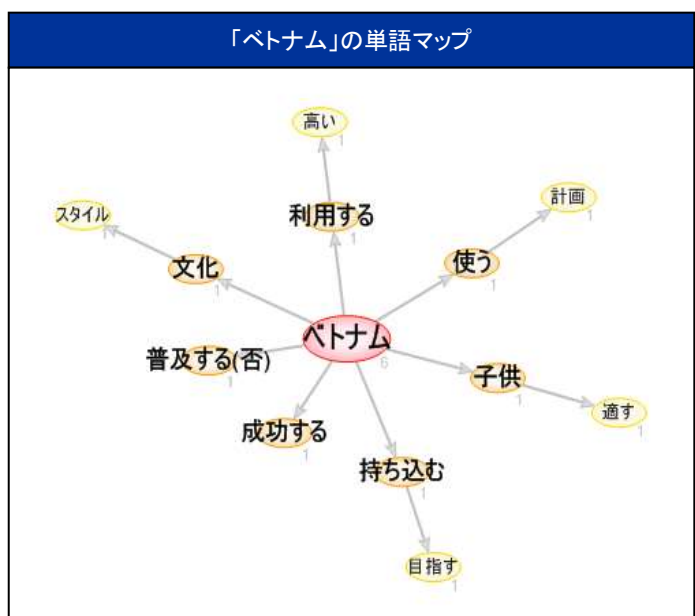 「ベトナム」の単語マップ
高い
1
利用する
1
スタイル
1
文化
1
計画
1
使う
1
ベトナム
6
普及する(否)
1
子供
1
適す
1
成功する
1
持ち込む
1
目指す
1